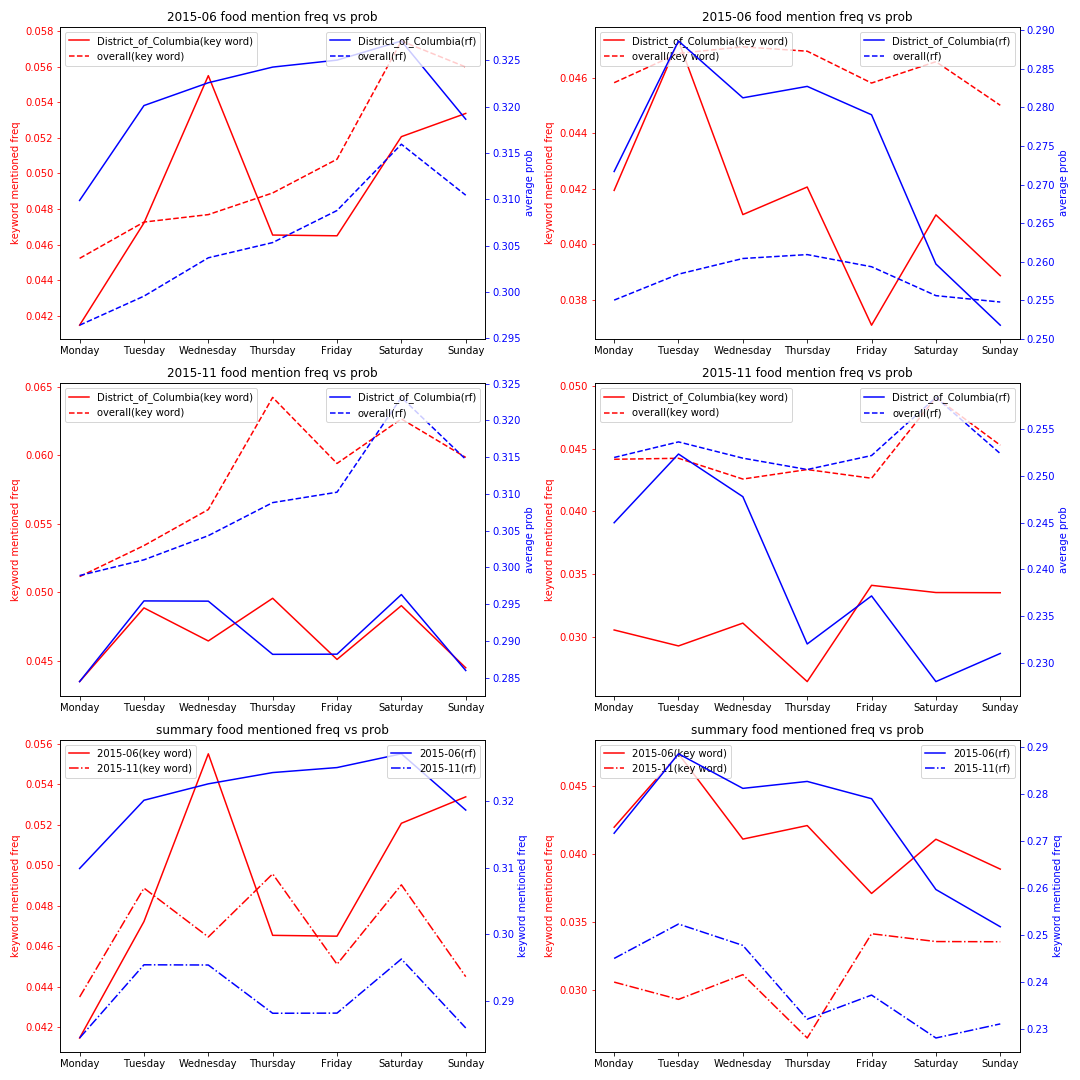 2015-06 food mention freq vs prob
District_of_Columbia(key word)
overall(key word)
District_of_Columbia(rf)
overall(rf)
keyword mentioned freq
0.058
0.056
0.054
0.052
0.050
0.048
0.046
0.044
0.042
0.325
0.320
0.315
0.310
0.305
0.300
0.295
average prob
Monday Tuesday Wednesday Thursday Friday Saturday Sunday
2015-06 food mention freq vs prob
District_of_Columbia(key word)
overall(key word)
District_of_Columbia(rf)
overall(rf)
keyword mentioned freq
0.046
0.044
0.042
0.040
0.038
0.290
0.285
0.280
0.275
0.270
0.265
0.260
0.255
0.250
average prob
Monday Tuesday Wednesday Thursday Friday Saturday Sunday
2015-11 food mention freq vs prob
District_of_Columbia(key word)
overall(key word)
District_of_Columbia(rf)
overall(rf)
keyword mentioned freq
0.065
0.060
0.055
0.050
0.045
0.325
0.320
0.315
0.310
0.305
0.300
0.295
0.290
0.285
average prob
Monday Tuesday Wednesday Thursday Friday Saturday Sunday
2015-11 food mention freq vs prob
District_of_Columbia(key word)
overall(key word)
District_of_Columbia(rf)
overall(rf)
keyword mentioned freq
0.050
0.045
0.040
0.035
0.030
0.255
0.250
0.245
0.240
0.235
0.230
average prob
Monday Tuesday Wednesday Thursday Friday Saturday Sunday
summary food mentioned freq vs prob
2015-06(key word)
2015-11(key word)
2015-06(rf)
2015-11(rf)
keyword mentioned freq
0.056
0.054
0.052
0.050
0.048
0.046
0.044
0.042
0.32
0.31
0.30
0.29
keyword mentioned freq
Monday Tuesday Wednesday Thursday Friday Saturday Sunday
summary food mentioned freq vs prob
2015-06(key word)
2015-11(key word)
2015-06(rf)
2015-11(rf)
keyword mentioned freq
0.045
0.040
0.035
0.030
0.29
0.28
0.27
0.26
0.25
0.24
0.23
keyword mentioned freq
Monday Tuesday Wednesday Thursday Friday Saturday Sunday